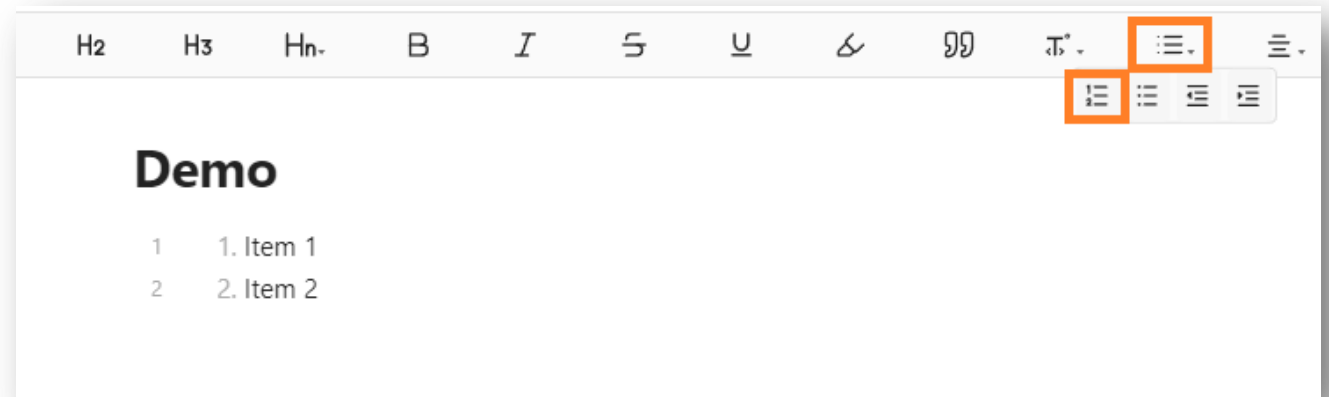 H2 H3 Hn B I S U T
Demo
1 1. Item 1
2 2. Item 2